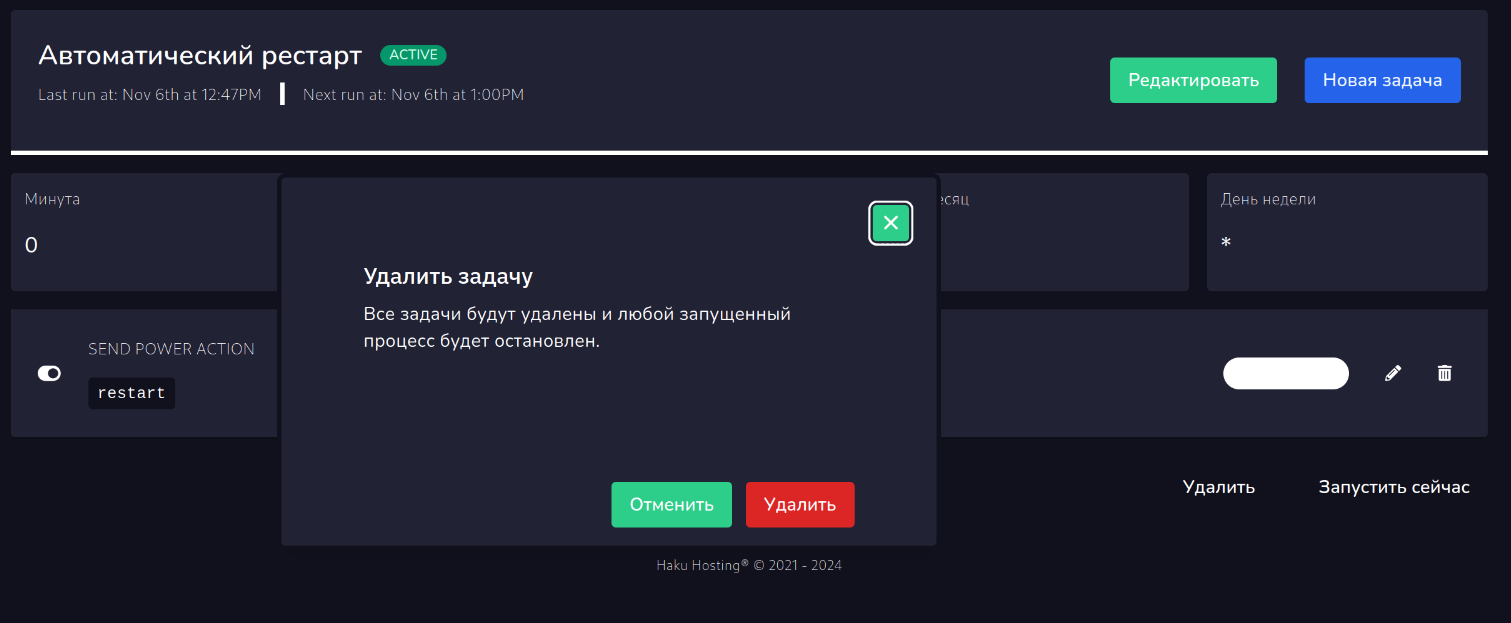 Автоматический рестарт ACTIVE
Last run at: Nov 6th at 12:47PM Next run at: Nov 6th at 1:00PM
Редактировать Новая задача
Минута
0
есяц
День недели
*
SEND POWER ACTION
restart
Удалить задачу
Все задачи будут удалены и любой запущенный
процесс будет остановлен.
Отменить Удалить
Удалить Запустить сейчас
Haku Hosting® © 2021 - 2024